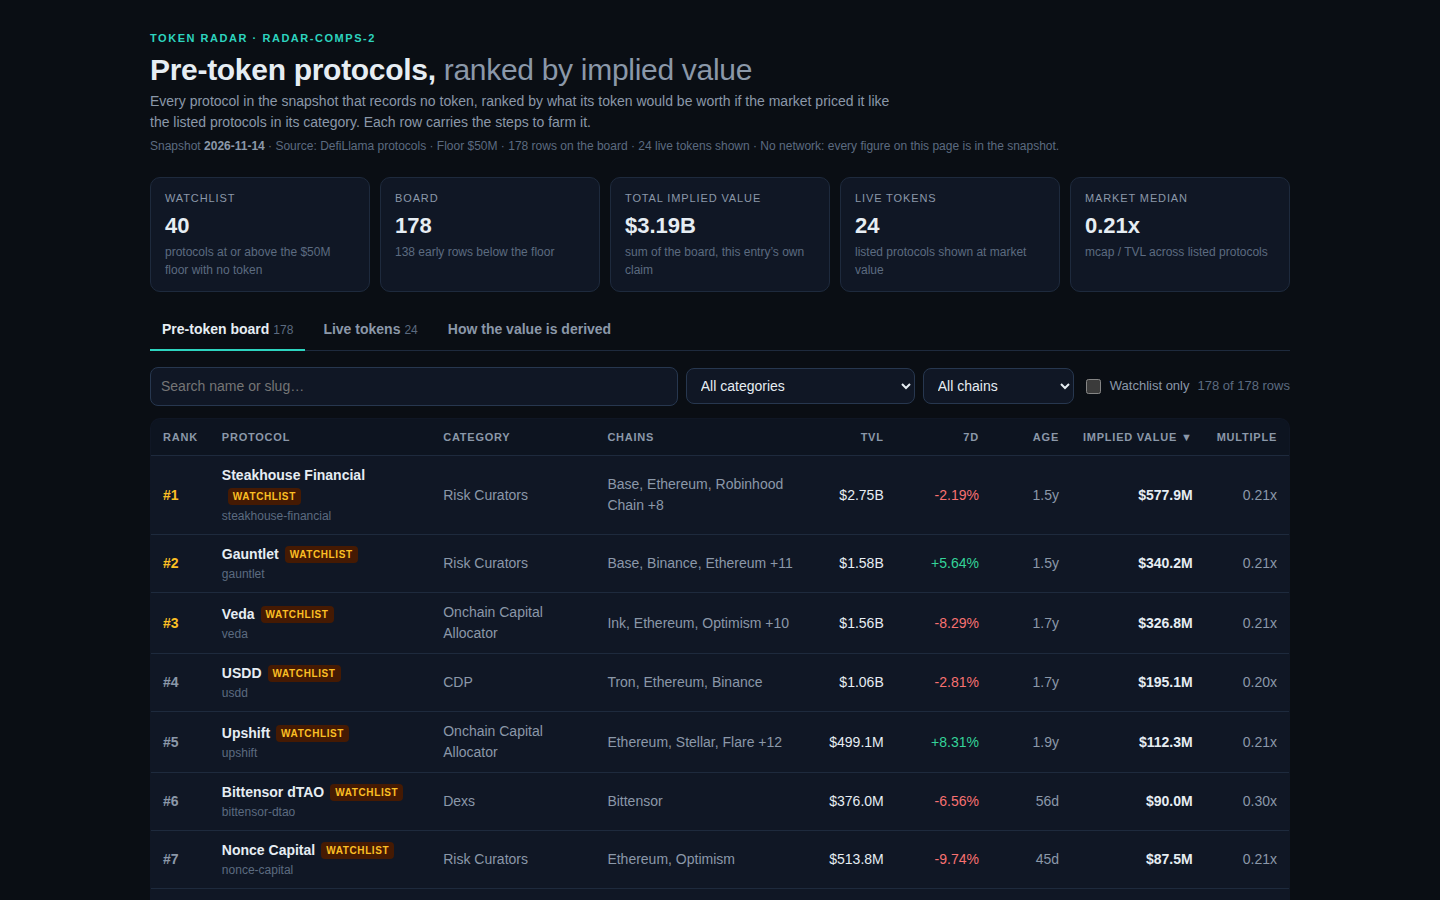 TOKEN RADAR · RADAR-COMPS-2
Pre-token protocols, ranked by implied value
Every protocol in the snapshot that records no token, ranked by what its token would be worth if the market priced it like
the listed protocols in its category. Each row carries the steps to farm it.
Snapshot 2026-11-14 · Source: DefiLlama protocols · Floor $50M · 178 rows on the board · 24 live tokens shown · No network: every figure on this page is in the snapshot.
WATCHLIST
40
protocols at or above the $50M
floor with no token
BOARD
178
138 early rows below the floor
TOTAL IMPLIED VALUE
$3.19B
sum of the board, this entry's own
claim
LIVE TOKENS
24
listed protocols shown at market
value
MARKET MEDIAN
0.21x
mcap / TVL across listed protocols
Pre-token board 178 Live tokens 24 How the value is derived
Search name or slug… All categories All chains Watchlist only 178 of 178 rows
RANK PROTOCOL CATEGORY CHAINS TVL 7D AGE IMPLIED VALUE ▼ MULTIPLE
Steakhouse Financial
WATCHLIST
steakhouse-financial
#1 Risk Curators Base, Ethereum, Robinhood
Chain +8
$2.75B -2.19% 1.5y $577.9M 0.21x
Gauntlet WATCHLIST
gauntlet
#2 Risk Curators Base, Binance, Ethereum +11 $1.58B +5.64% 1.5y $340.2M 0.21x
Veda WATCHLIST
veda
#3 Onchain Capital
Allocator
Ink, Ethereum, Optimism +10 $1.56B -8.29% 1.7y $326.8M 0.21x
USDD WATCHLIST
usdd
#4 CDP Tron, Ethereum, Binance $1.06B -2.81% 1.7y $195.1M 0.20x
Upshift WATCHLIST
upshift
#5 Onchain Capital
Allocator
Ethereum, Stellar, Flare +12 $499.1M +8.31% 1.9y $112.3M 0.21x
Bittensor dTAO WATCHLIST
bittensor-dtao
#6 Dexs Bittensor $376.0M -6.56% 56d $90.0M 0.30x
Nonce Capital WATCHLIST
nonce-capital
#7 Risk Curators Ethereum, Optimism $513.8M -9.74% 45d $87.5M 0.21x